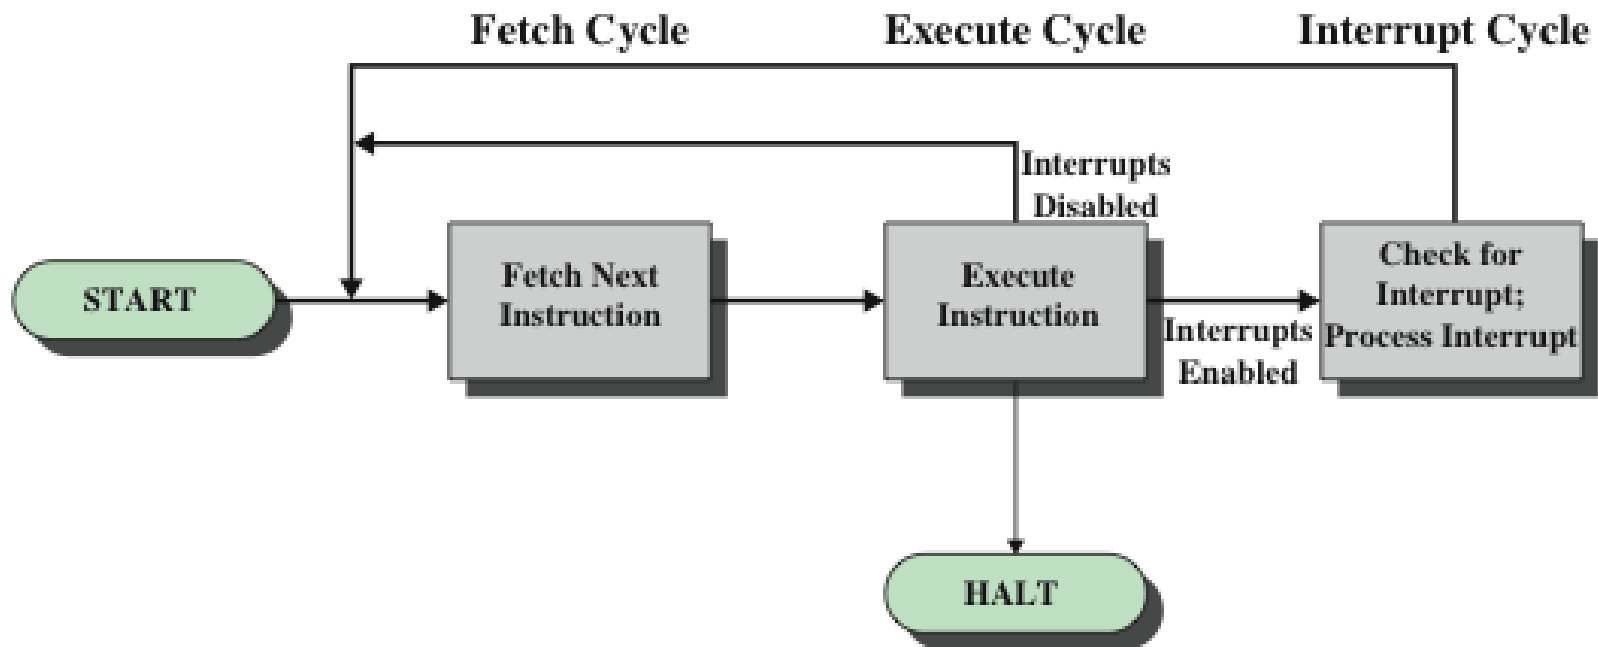 Fetch Cycle
Execute Cycle
Interrupt Cycle
Interrupts
Disabled
START
Fetch Next
Instruction
Execute
Instruction
Interrupts
Enabled
Check for
Interrupt;
Process Interrupt
HALT